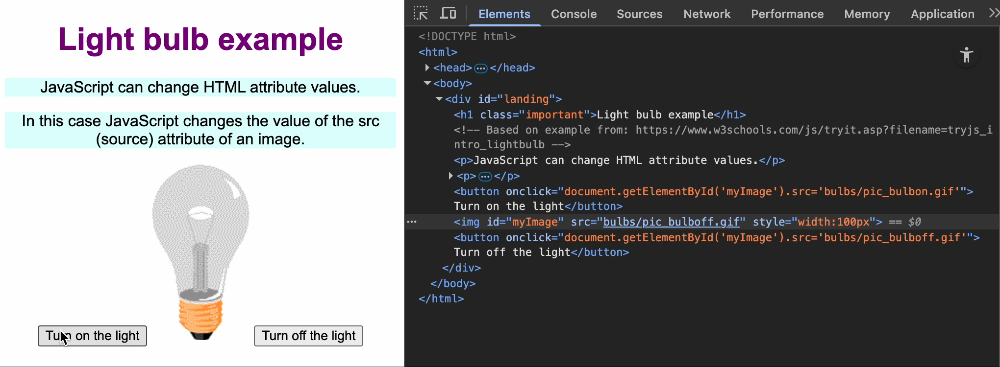 Light bulb example
JavaScript can change HTML attribute values.
In this case JavaScript changes the value of the src
(source) attribute of an image.
Turn on the light
Turn off the light
Elements Console Sources Network Performance Memory Application
<!DOCTYPE html>
<html>
<head>…</head>
<body>
<div id="landing">
<h1 class="important">Light bulb example</h1>
<!-- Based on example from: https://www.w3schools.com/js/tryit.asp?filename=tryjs_i
ntro_lightbulb -->
<p>JavaScript can change HTML attribute values.</p>
<p>…</p>
<button onclick="document.getElementById('myImage').src='bulbs/pic_bulbon.gif'">
Turn on the light</button>
<img id="myImage" src="bulbs/pic_bulboff.gif" style="width:100px"> == $0
<button onclick="document.getElementById('myImage').src='bulbs/pic_bulboff.gif'">
Turn off the light</button>
</div>
</body>
</html>